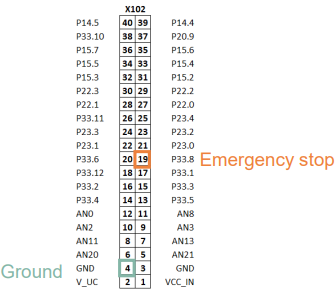 X102
P14.5 40 39 P14.4
P33.10 38 37 P20.9
P15.7 36 35 P15.6
P15.5 34 33 P15.4
P15.3 32 31 P15.2
P22.3 30 29 P22.2
P22.1 28 27 P22.0
P33.11 26 25 P23.4
P23.3 24 23 P23.2
P23.1 22 21 P23.0
P33.6 20 19 P33.8 Emergency stop
P33.12 18 17 P33.1
P33.2 16 15 P33.3
P33.4 14 13 P33.5
AN0 12 11 AN8
AN2 10 9 AN3
AN11 8 7 AN13
AN20 6 5 AN21
Ground GND 4 3 GND
V_UC 2 1 VCC_IN